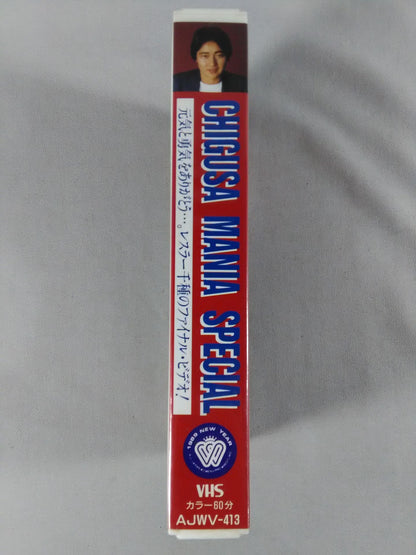 CHIGUSA MANIA SPECIAL
元気と勇気をありがとう…。レスラー千種のファイナル・ビデオ!
1989 NEW YEAR
VHS
カラー60分
AJWV-413